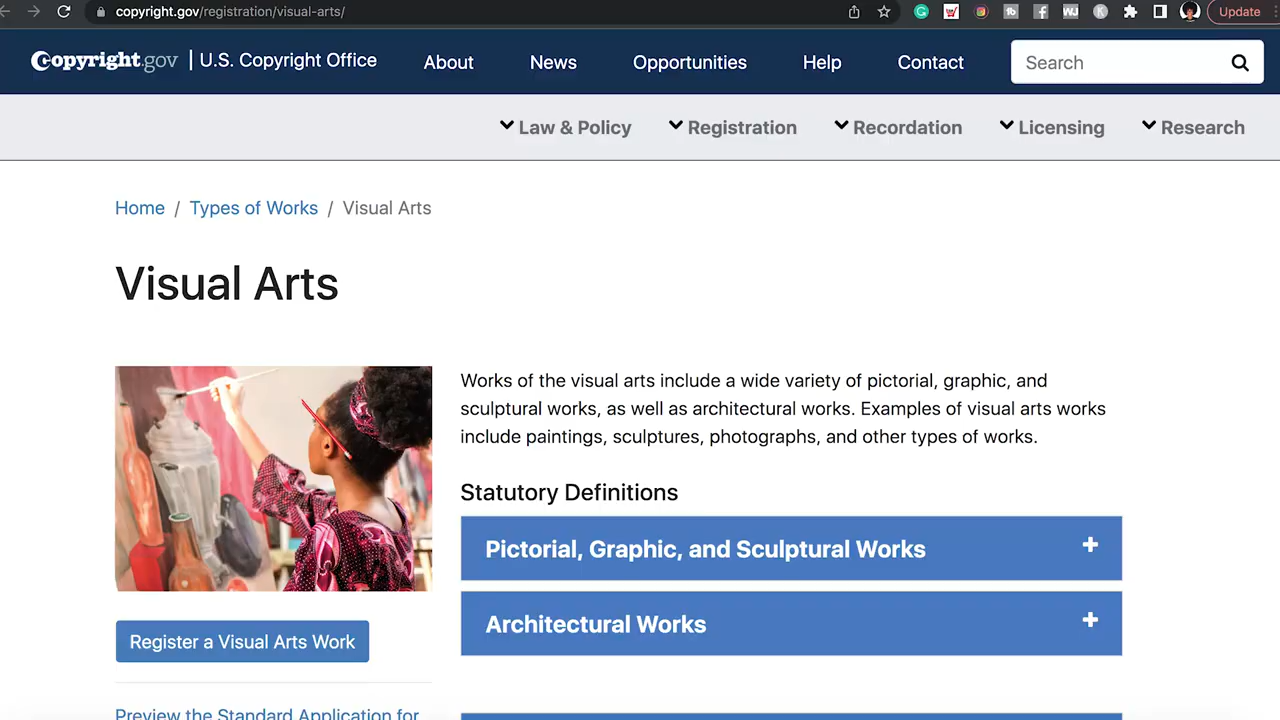 copyright.gov/registration/visual-arts/
Update
Copyright.gov | U.S. Copyright Office
About
News
Opportunities
Help
Contact
Search
Law & Policy
Registration
Recordation
Licensing
Research
Home / Types of Works / Visual Arts
Visual Arts
Works of the visual arts include a wide variety of pictorial, graphic, and
sculptural works, as well as architectural works. Examples of visual arts works
include paintings, sculptures, photographs, and other types of works.
Statutory Definitions
Pictorial, Graphic, and Sculptural Works
Architectural Works
Register a Visual Arts Work
Preview the Standard Application for